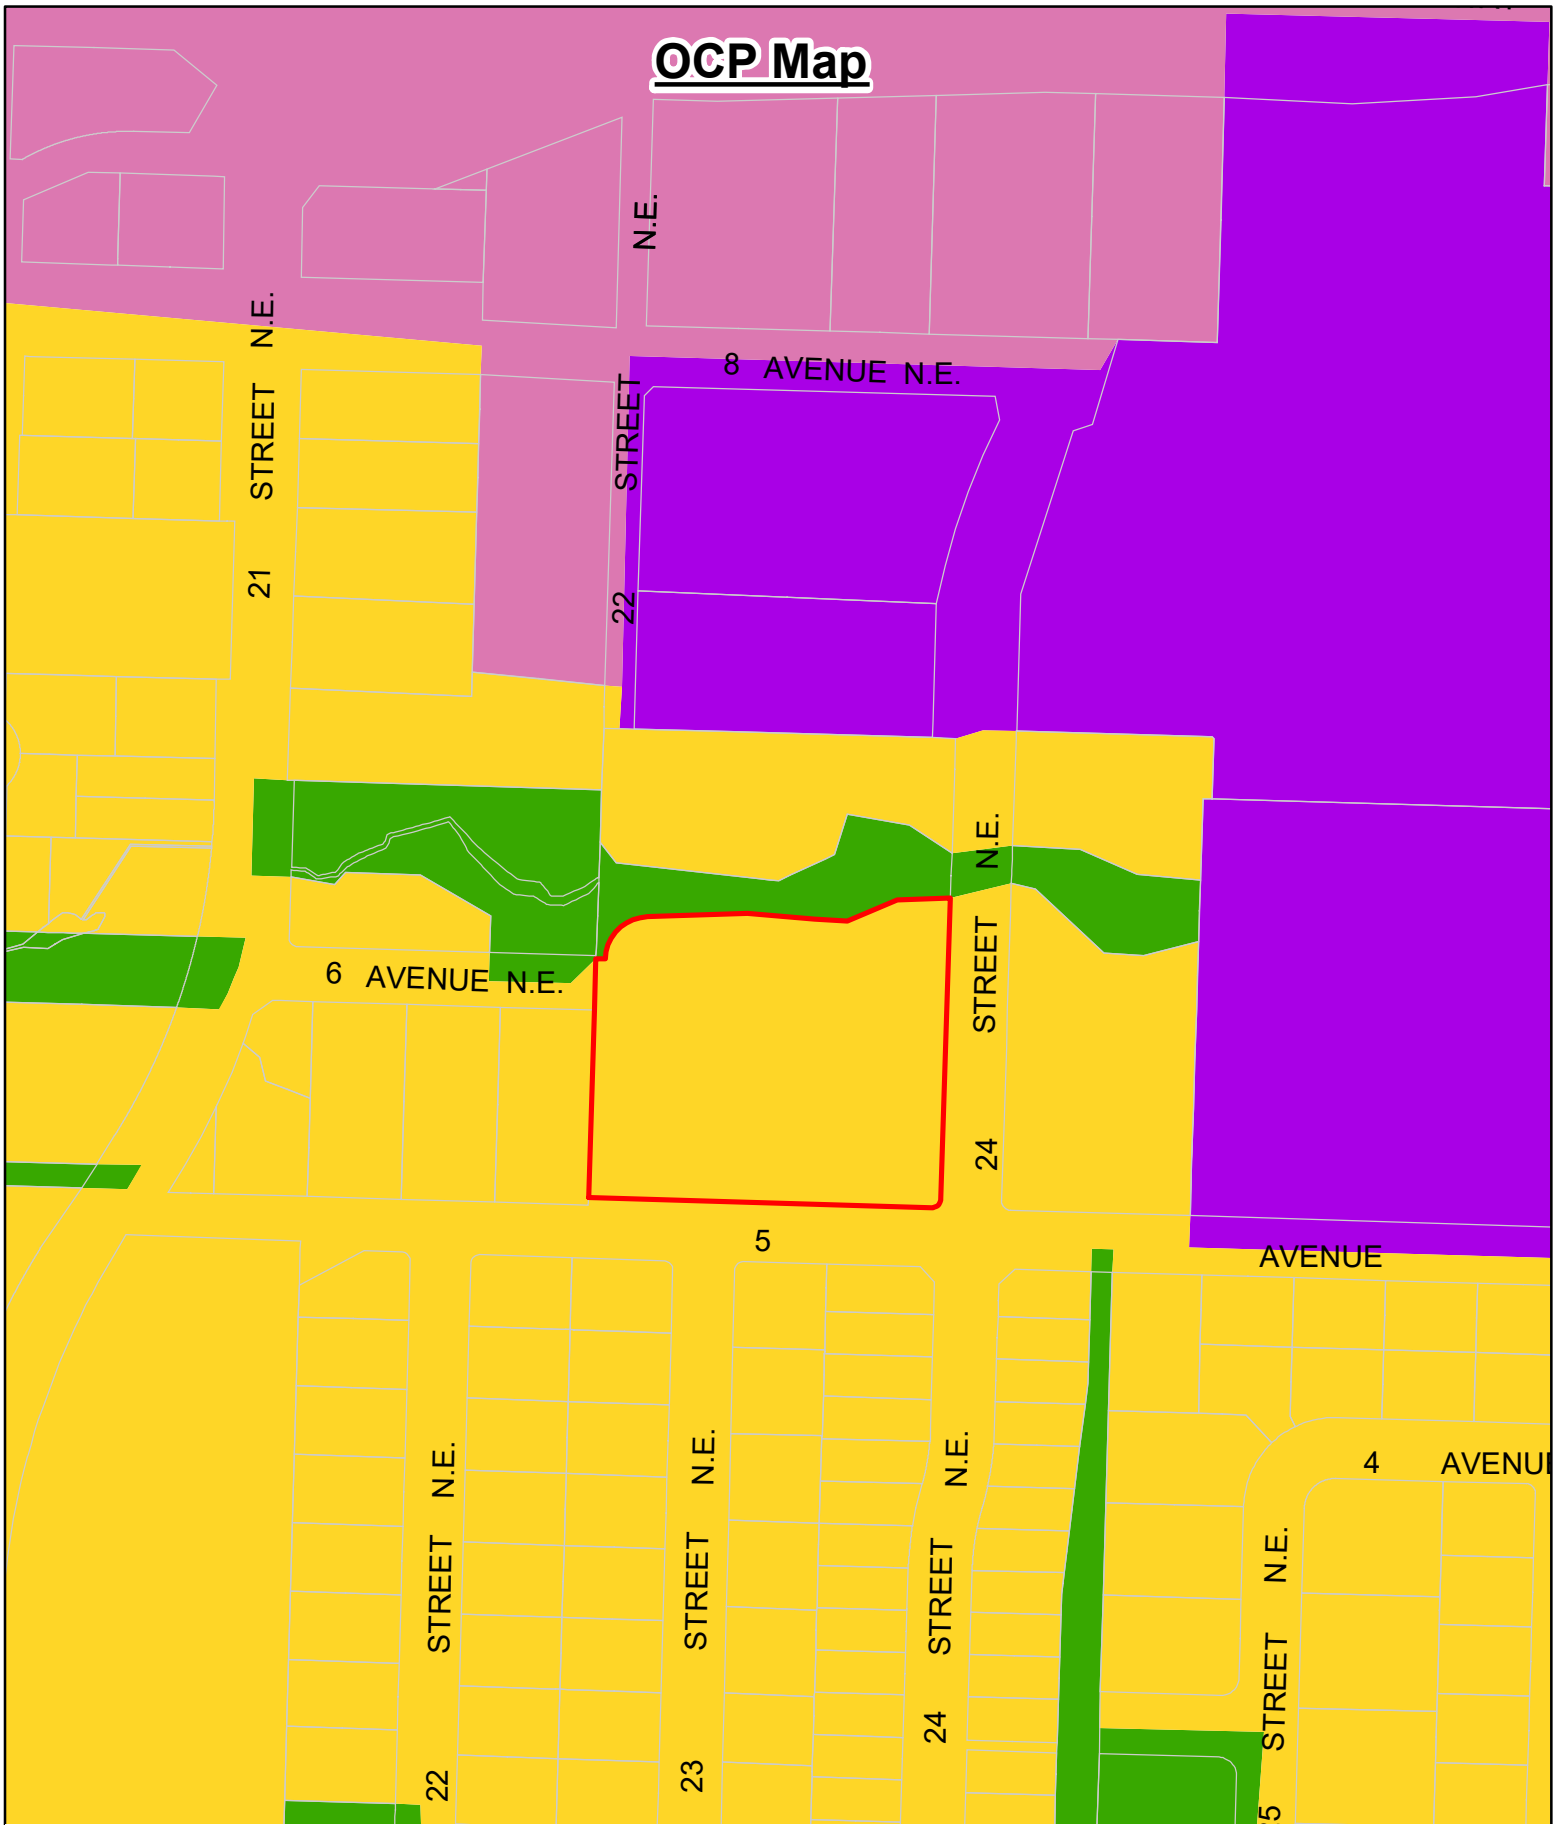 OCP Map
N.E.
STREET
22
21 STREET N.E.
8 AVENUE N.E.
24 STREET N.E.
6 AVENUE N.E.
5
AVENUE
22 STREET N.E.
23 STREET N.E.
24 STREET N.E.
4 AVENU
STREET N.E.